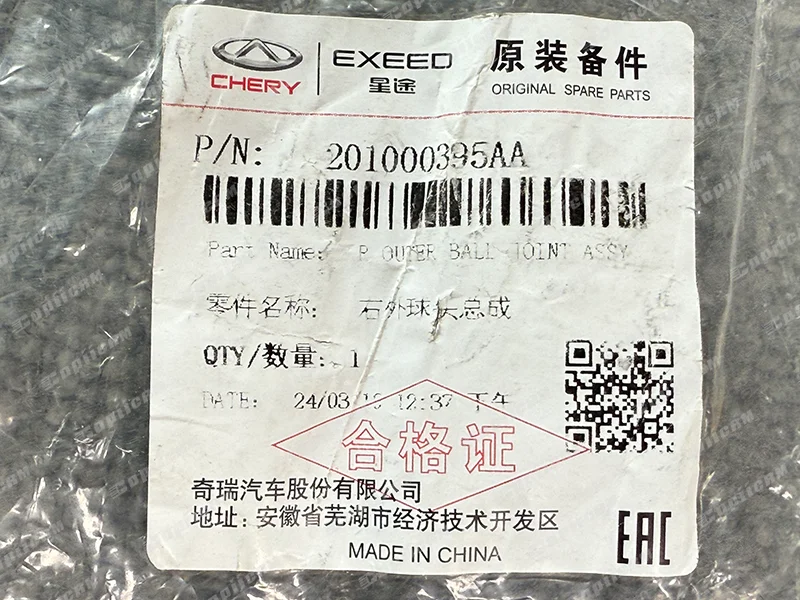 CHERY
EXEED
星途
原装备件
ORIGINAL SPARE PARTS
P/N: 201000395AA
Part Name: R OUTER BALL JOINT ASSY
零件名称: 右外球头总成
QTY/数量: 1
DATE: 24/03 12:37 下午
合格证
奇瑞汽车股份有限公司
地址:安徽省芜湖市经济技术开发区
EAC
MADE IN CHINA